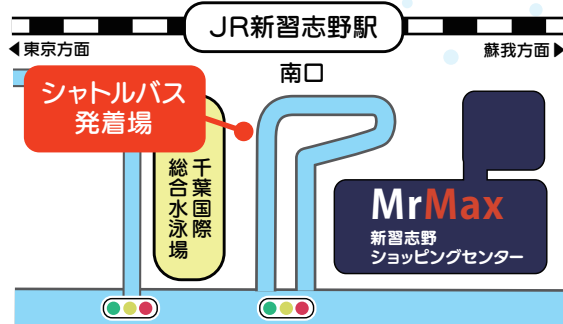 JR新習志野駅
◀東京方面
蘇我方面▶
南口
シャトルバス
発着場
千葉国際
総合水泳場
MrMax
新習志野
ショッピングセンター